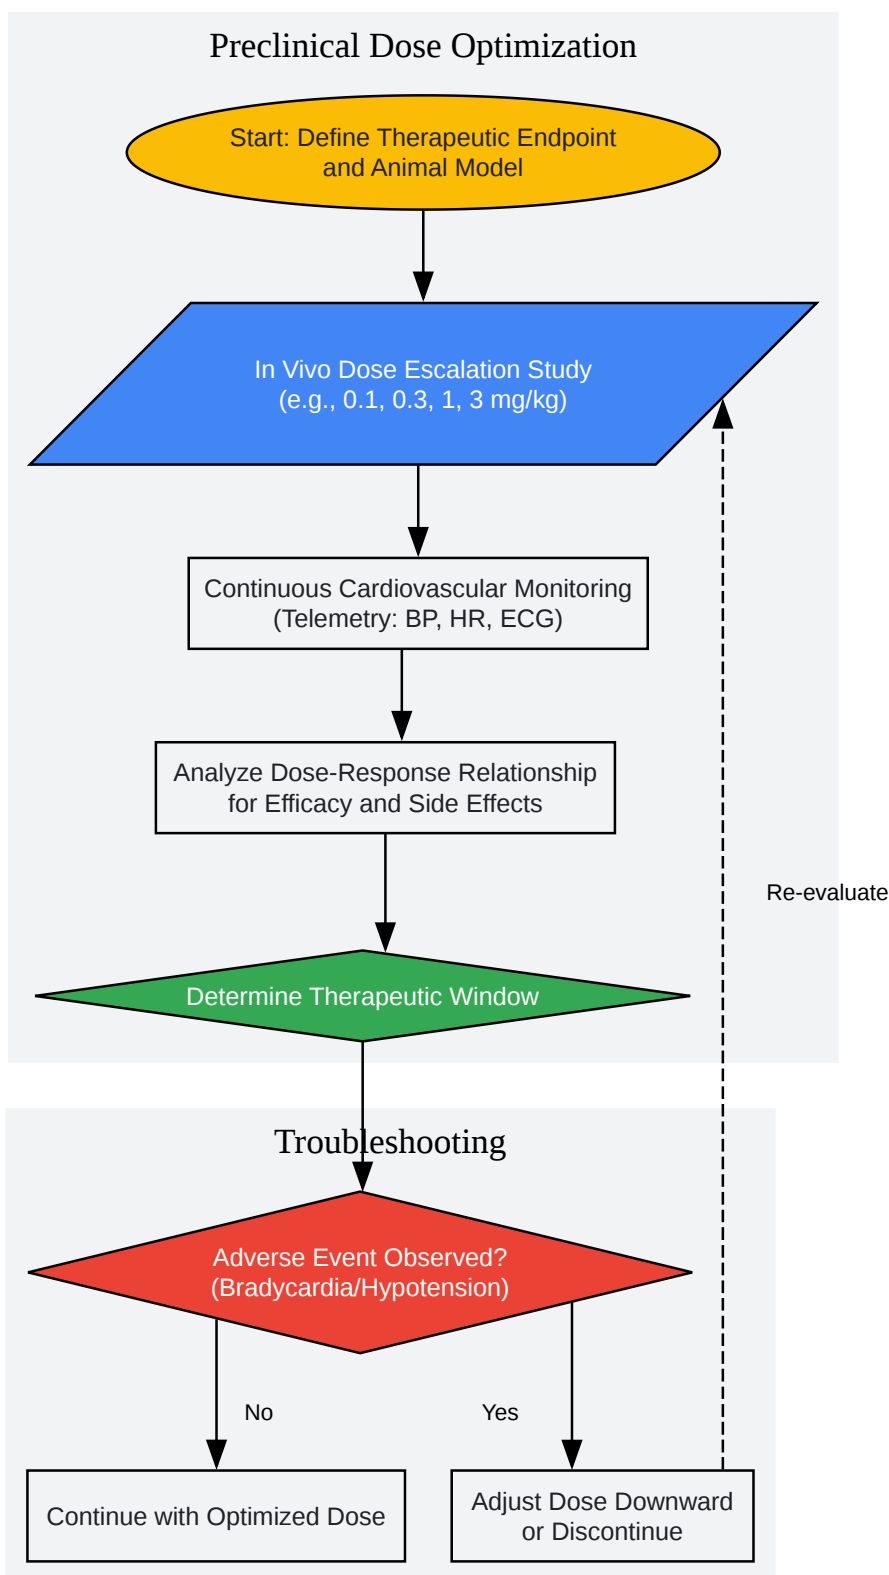 Preclinical Dose Optimization
Start: Define Therapeutic Endpoint
and Animal Model
In Vivo Dose Escalation Study
(e.g., 0.1, 0.3, 1, 3 mg/kg)
Continuous Cardiovascular Monitoring
(Telemetry: BP, HR, ECG)
Analyze Dose-Response Relationship
for Efficacy and Side Effects
Re-evaluate
Determine Therapeutic Window
Troubleshooting
Adverse Event Observed?
(Bradycardia/Hypotension)
No
Yes
Continue with Optimized Dose
Adjust Dose Downward
or Discontinue